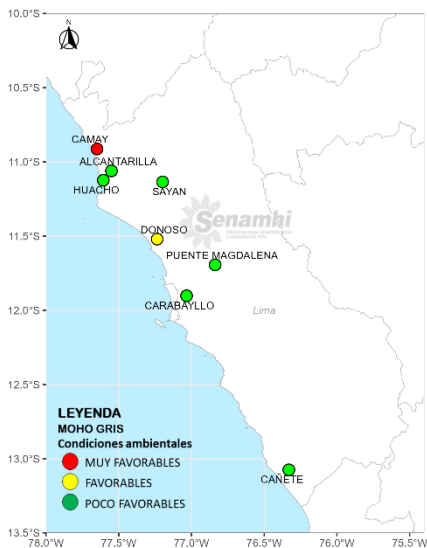 10.0°S
N
10.5°S
CAMAY
11.0°S
ALCANTARILLA
HUACHO
SAYAN
Senamhi
11.5°S
DONOSO
PUENTE MAGDALENA
12.0°S
CARABAYLLO
Lima
12.5°S
LEYENDA
MOHO GRIS
Condiciones ambientales
MUY FAVORABLES
FAVORABLES
POCO FAVORABLES
13.0°S
CAÑETE
13.5°S
78.0°W
77.5°W
77.0°W
76.5°W
76.0°W
75.5°W